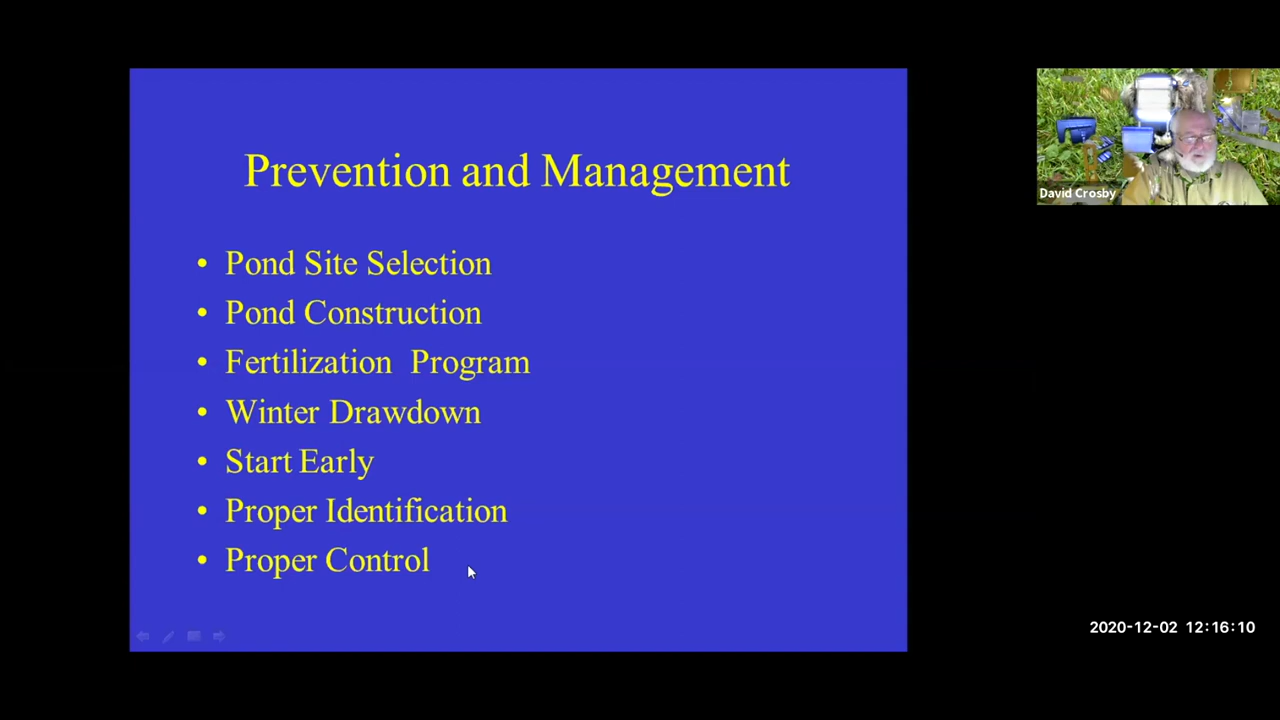 Prevention and Management
• Pond Site Selection
• Pond Construction
• Fertilization Program
• Winter Drawdown
• Start Early
• Proper Identification
• Proper Control
David Crosby
2020-12-02 12:16:10